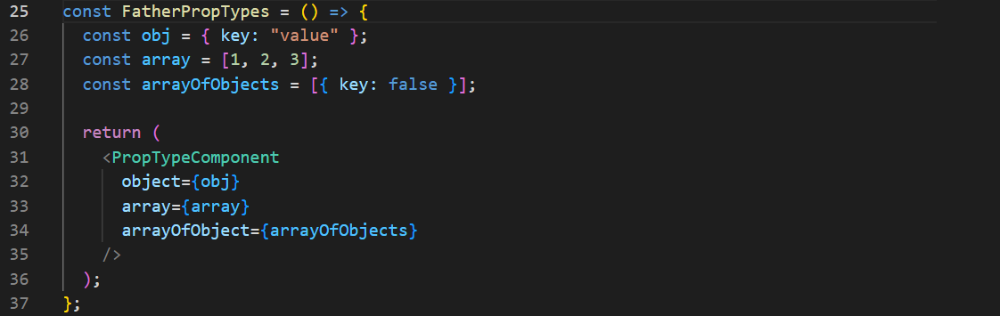 25 const FatherPropTypes = () => {
26   const obj = { key: "value" };
27   const array = [1, 2, 3];
28   const arrayOfObjects = [{ key: false }];
29
30   return (
31     <PropTypeComponent
32       object={obj}
33       array={array}
34       arrayOfObject={arrayOfObjects}
35     />
36   );
37 };